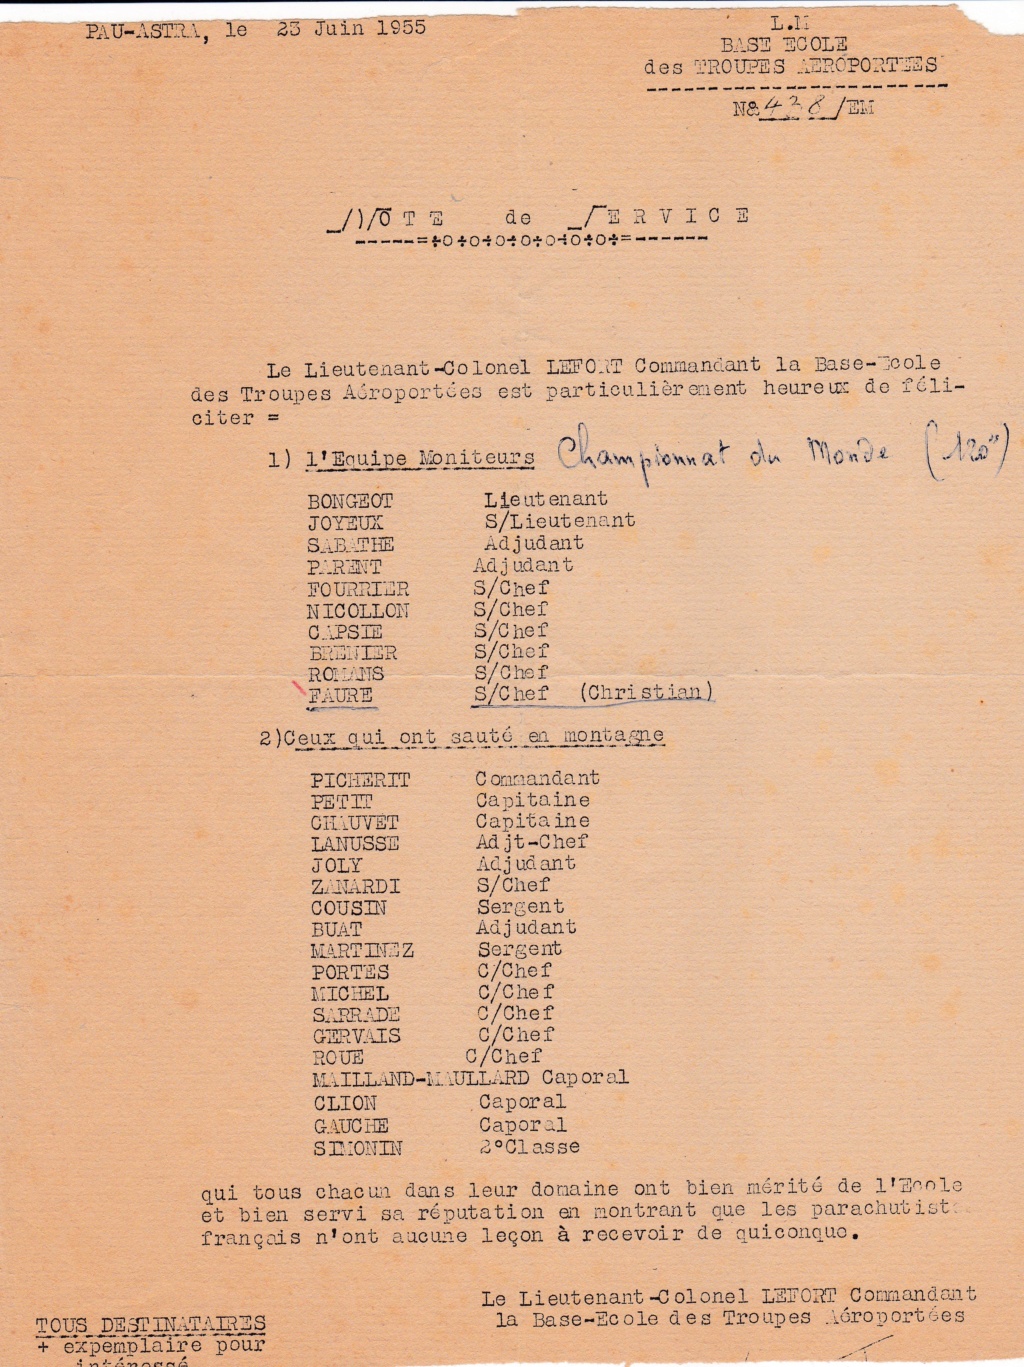 PAU-ASTRA, le 23 Juin 1955
L.M
BASE ECOLE
des TROUPES AEROPORTEES
N° 438/EM
NOTE de SERVICE
Le Lieutenant-Colonel LEFORT Commandant la Base-Ecole
des Troupes Aéroportées est particulièrement heureux de féli-
citer =
1) l'Equipe Moniteurs Championnat du Monde (120")
BONGEOT Lieutenant
JOYEUX S/Lieutenant
SABATHE Adjudant
PARENT Adjudant
FOURRIER S/Chef
NICOLLON S/Chef
CAPSIE S/Chef
BRENIER S/Chef
ROMANS S/Chef
FAURE S/Chef (Christian)
2)Ceux qui ont sauté en montagne
PICHERIT Commandant
PETIT Capitaine
CHAUVET Capitaine
LANUSSE Adjt-Chef
JOLY Adjudant
ZANARDI S/Chef
COUSIN Sergent
BUAT Adjudant
MARTINEZ Sergent
PORTES C/Chef
MICHEL C/Chef
SARRADE C/Chef
GERVAIS C/Chef
ROUE C/Chef
MAILLAND-MAULLARD Caporal
CLION Caporal
GAUCHE Caporal
SIMONIN 2°Classe
qui tous chacun dans leur domaine ont bien mérité de l'Ecole
et bien servi sa réputation en montrant que les parachutistes
français n'ont aucune leçon à recevoir de quiconque.
Le Lieutenant-Colonel LEFORT Commandant
la Base-Ecole des Troupes Aéroportées
TOUS DESTINATAIRES
+ expemplaire pour
intéressé